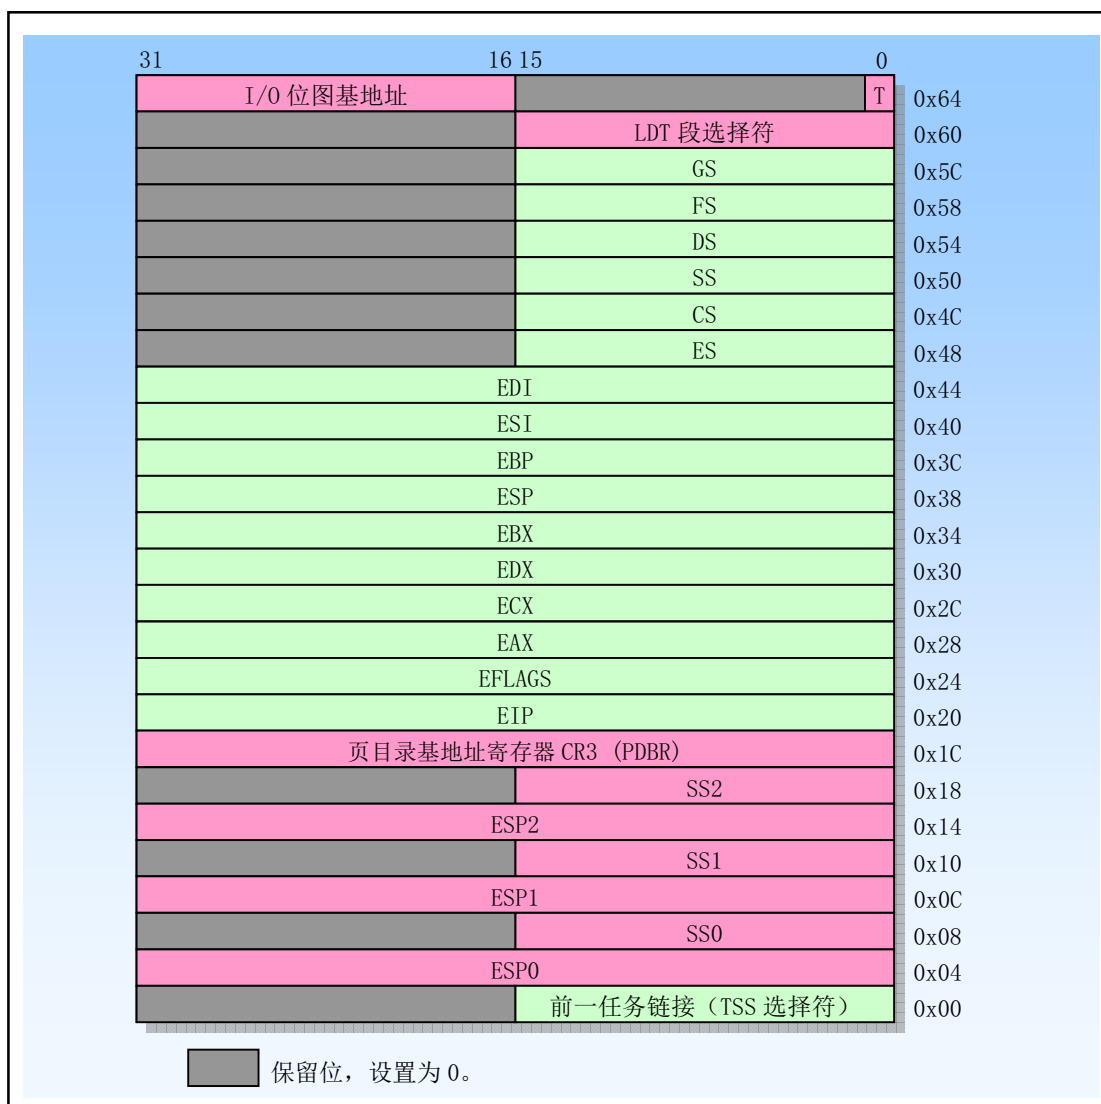 31 16 15 0
I/O 位图基地址 T 0x64
LDT 段选择符 0x60
GS 0x5C
FS 0x58
DS 0x54
SS 0x50
CS 0x4C
ES 0x48
EDI 0x44
ESI 0x40
EBP 0x3C
ESP 0x38
EBX 0x34
EDX 0x30
ECX 0x2C
EAX 0x28
EFLAGS 0x24
EIP 0x20
页目录基地址寄存器 CR3 (PDBR) 0x1C
SS2 0x18
ESP2 0x14
SS1 0x10
ESP1 0x0C
SS0 0x08
ESP0 0x04
前一任务链接（TSS 选择符） 0x00
保留位，设置为 0。